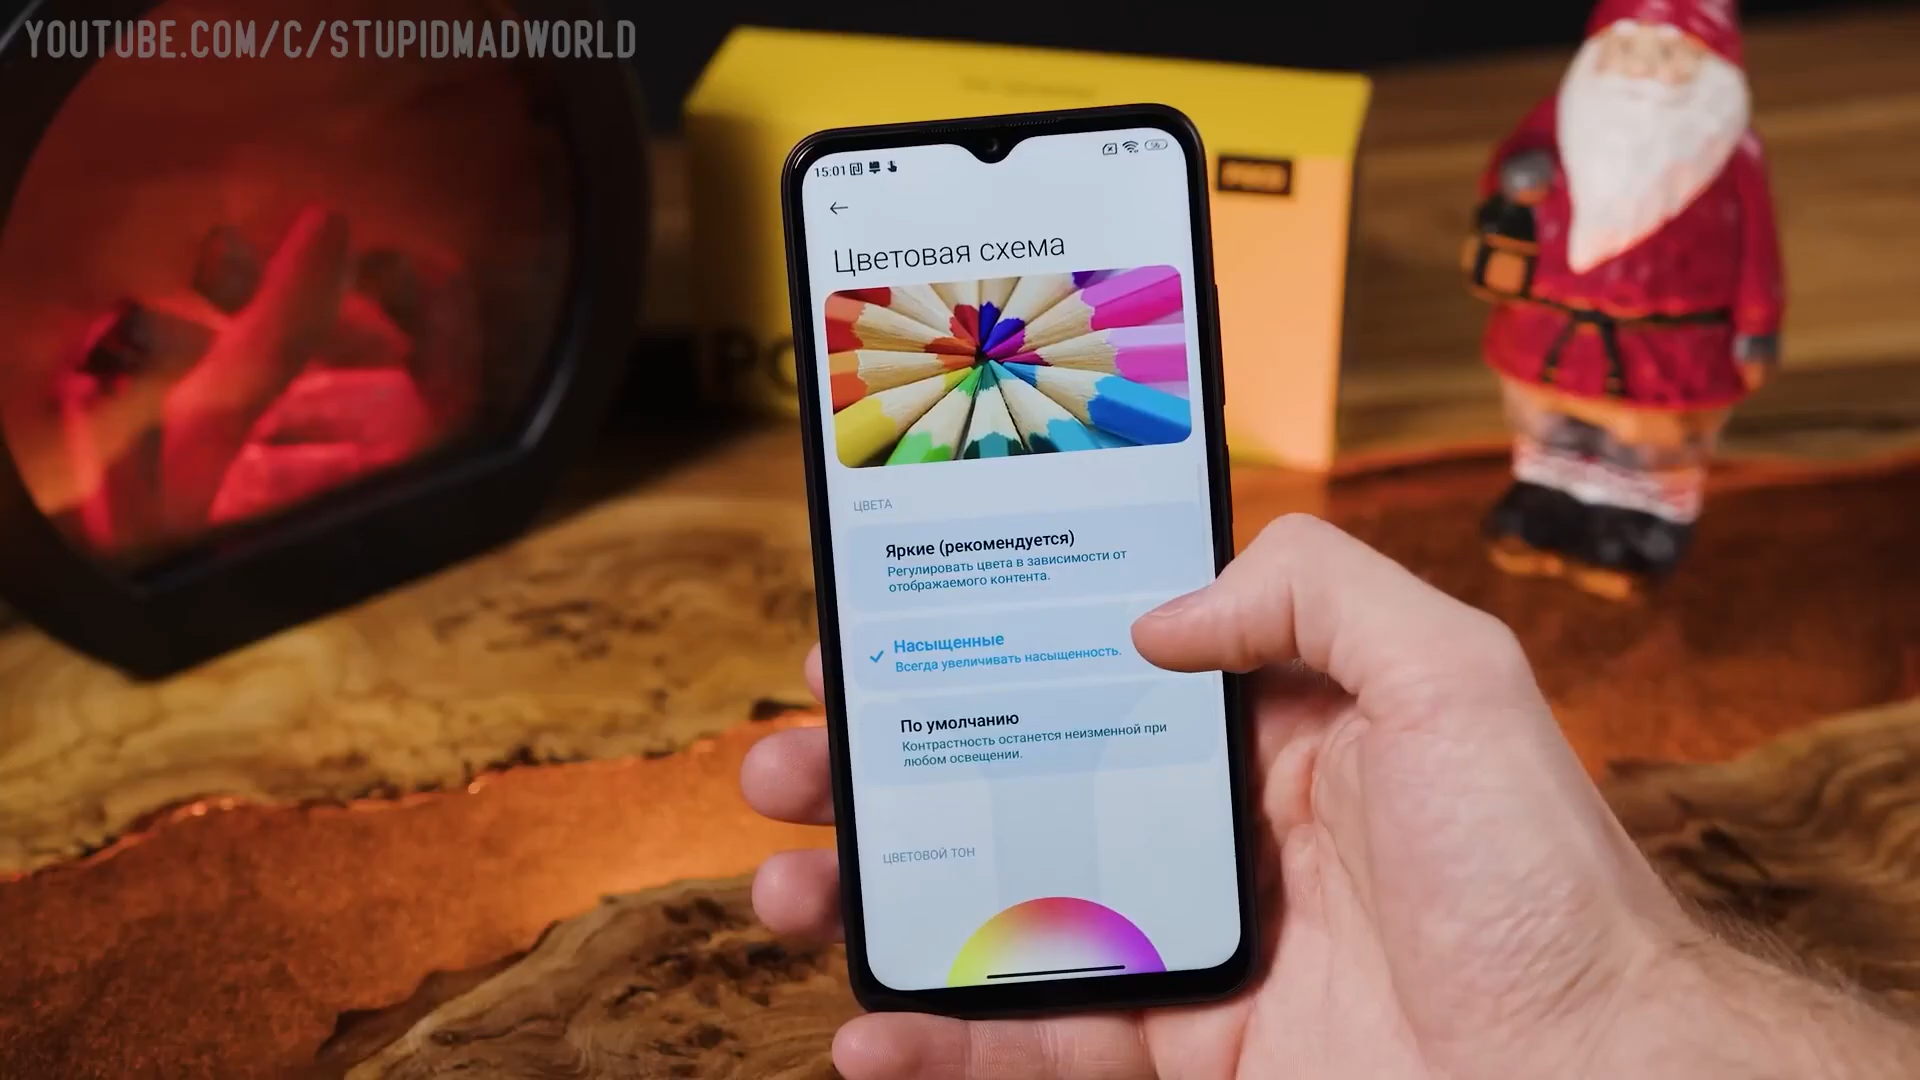 YOUTUBE.COM/C/STUPIDMADWORLD
15:01
56
Цветовая схема
ЦВЕТА
Яркие (рекомендуется)
Регулировать цвета в зависимости от
отображаемого контента.
Насыщенные
Всегда увеличивать насыщенность.
По умолчанию
Контрастность останется неизменной при
любом освещении.
ЦВЕТОВОЙ ТОН